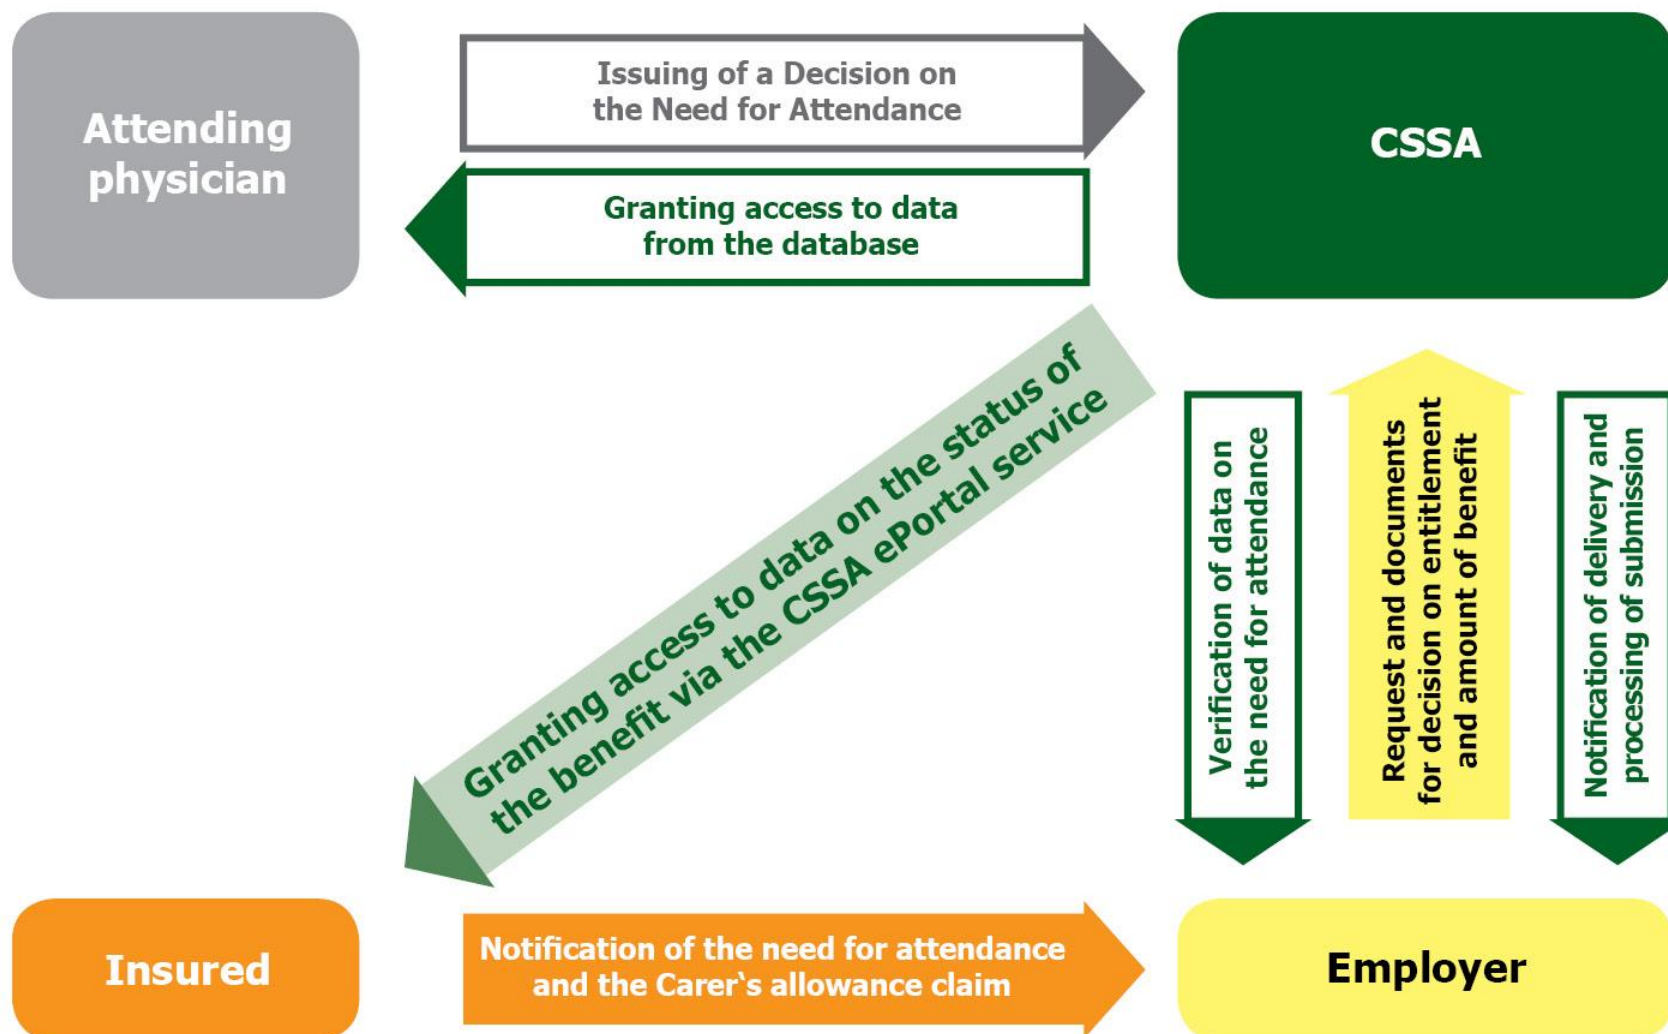 Attending
physician
Issuing of a Decision on
the Need for Attendance
CSSA
Granting access to data
from the database
Granting access to data on the status of
the benefit via the CSSA ePortal service
Verification of data on
the need for attendance
Request and documents
for decision on entitlement
and amount of benefit
Notification of delivery and
processing of submission
Insured
Notification of the need for attendance
and the Carer‘s allowance claim
Employer